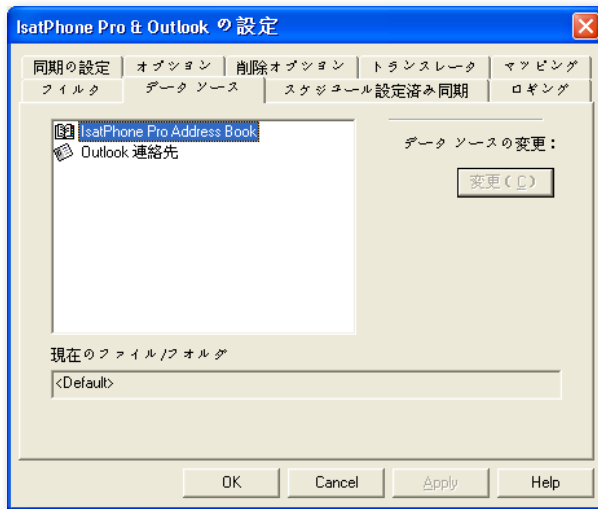 IsatPhone Pro & Outlook の設定
同期の設定 オプション 削除オプション トランスレータ マッピング
フィルタ データ ソース スケジュール設定済み同期 ロギング
IsatPhone Pro Address Book
Outlook 連絡先
データ ソースの変更:
変更(C)
現在のファイル/フォルダ
<Default>
OK Cancel Apply Help